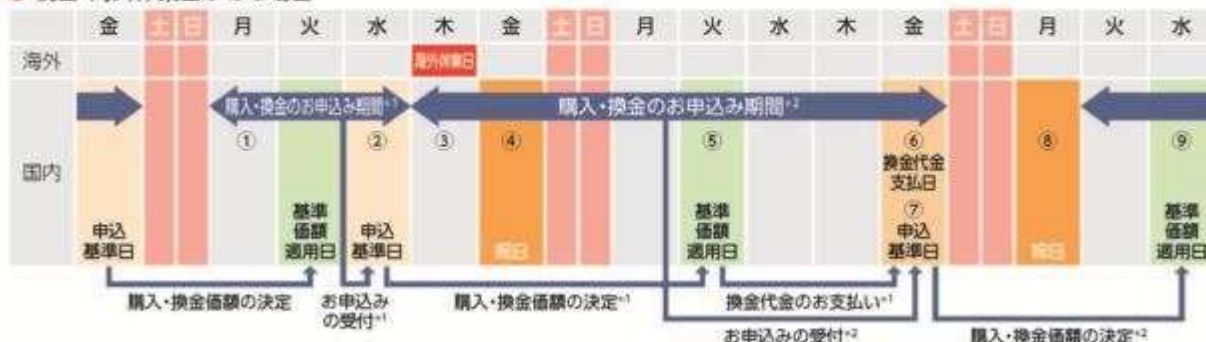 金 土 日 月 火 水 木 金 土 日 月 火 水 木 金 土 日 月 火 水
海外
海外休業日
国内
購入・換金のお申込み期間*1
購入・換金のお申込み期間*2
① ② ③ ④ ⑤ ⑥ ⑧ ⑨
換金代金
支払日
⑦
申込
基準日
基準
価額
適用日
申込
基準日
祝日
基準
価額
適用日
申込
基準日
祝日
基準
価額
適用日
購入・換金価額の決定
お申込み
の受付*1
購入・換金価額の決定*1
換金代金のお支払い*1
お申込みの受付*2
購入・換金価額の決定*2